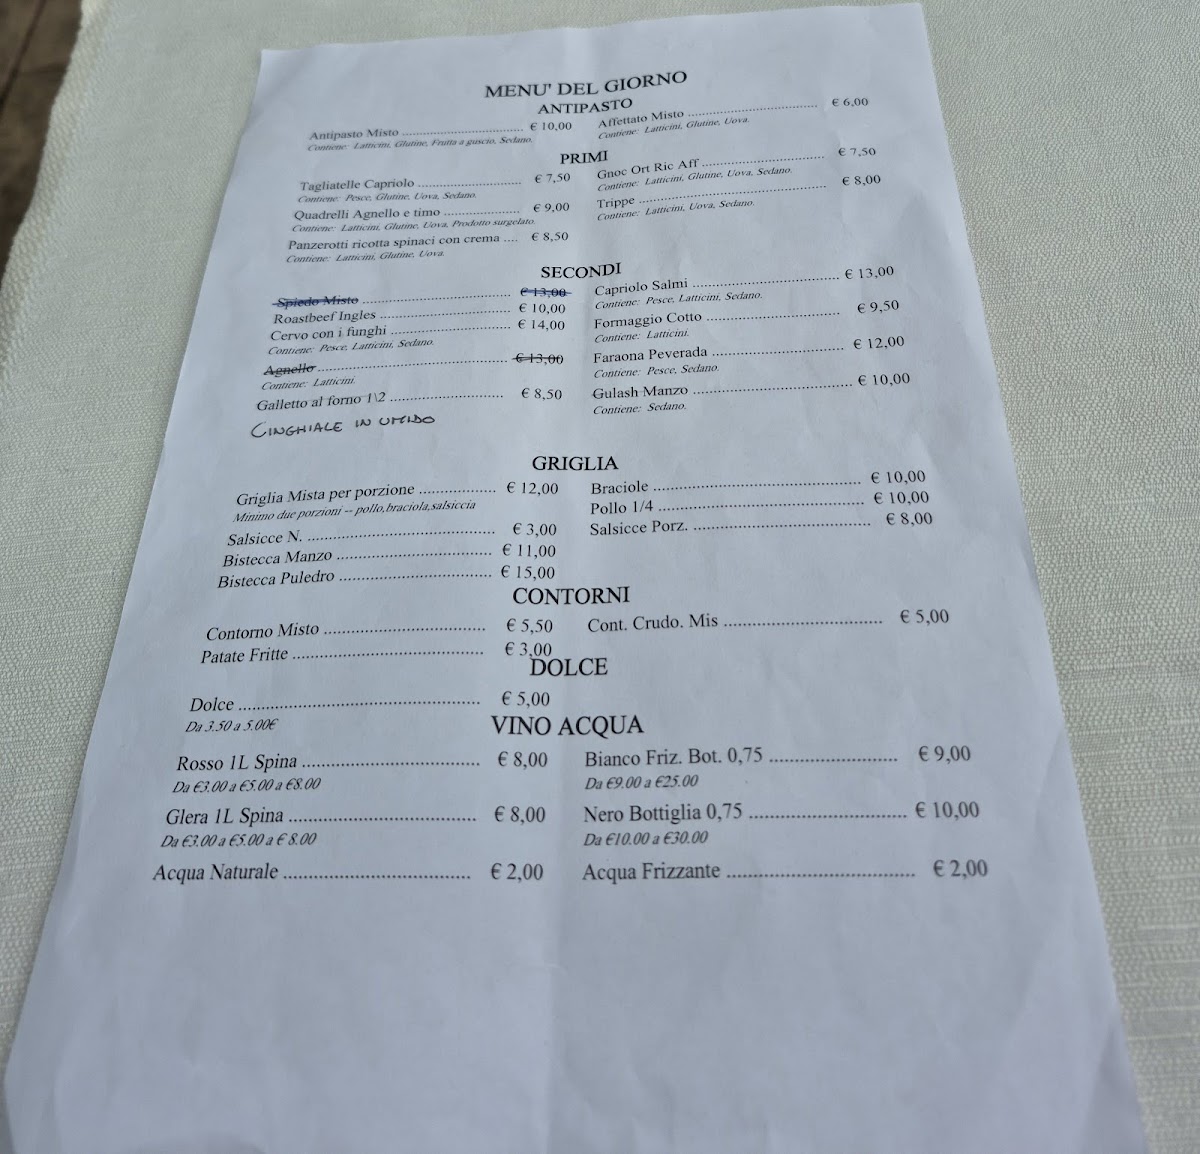 MENU' DEL GIORNO
ANTIPASTO
Antipasto Misto ........ € 10,00
Contiene: Latticini, Glutine, Frutta a guscio, Sedano.
Affettato Misto ........ € 6,00
Contiene: Latticini, Glutine, Uova.
PRIMI
Tagliatelle Capriolo ........ € 7,50
Contiene: Pesce, Glutine, Uova, Sedano.
Quadrelli Agnello e timo ........ € 9,00
Contiene: Latticini, Glutine, Uova, Prodotto surgelato.
Panzerotti ricotta spinaci con crema .... € 8,50
Contiene: Latticini, Glutine, Uova.
Gnoc Ort Ric Aff ........ € 7,50
Contiene: Latticini, Glutine, Uova, Sedano.
Trippe ........ € 8,00
Contiene: Latticini, Uova, Sedano.
SECONDI
Spiedo Misto ........ € 13,00
Roastbeef Ingles ........ € 10,00
Cervo con i funghi ........ € 14,00
Contiene: Pesce, Latticini, Sedano.
Agnello ........ € 13,00
Contiene: Latticini.
Galletto al forno 1\2 ........ € 8,50
CINGHIALE IN UMIDO
Capriolo Salmi ........ € 13,00
Contiene: Pesce, Latticini, Sedano.
Formaggio Cotto ........ € 9,50
Contiene: Latticini.
Faraona Peverada ........ € 12,00
Contiene: Pesce, Sedano.
Gulash Manzo ........ € 10,00
Contiene: Sedano.
GRIGLIA
Griglia Mista per porzione ........ € 12,00
Minimo due porzioni -- pollo,braciola,salsiccia
Salsicce N. ........ € 3,00
Bistecca Manzo ........ € 11,00
Bistecca Puledro ........ € 15,00
Braciole ........ € 10,00
Pollo 1/4 ........ € 10,00
Salsicce Porz. ........ € 8,00
CONTORNI
Contorno Misto ........ € 5,50
Patate Fritte ........ € 3,00
Cont. Crudo. Mis ........ € 5,00
DOLCE
Dolce ........ € 5,00
Da 3.50 a 5.00€
VINO ACQUA
Rosso 1L Spina ........ € 8,00
Da €3.00 a €5.00 a €8.00
Glera 1L Spina ........ € 8,00
Da €3.00 a €5.00 a € 8.00
Acqua Naturale ........ € 2,00
Bianco Friz. Bot. 0,75 ........ € 9,00
Da €9.00 a €25.00
Nero Bottiglia 0,75 ........ € 10,00
Da €10.00 a €30.00
Acqua Frizzante ........ € 2,00